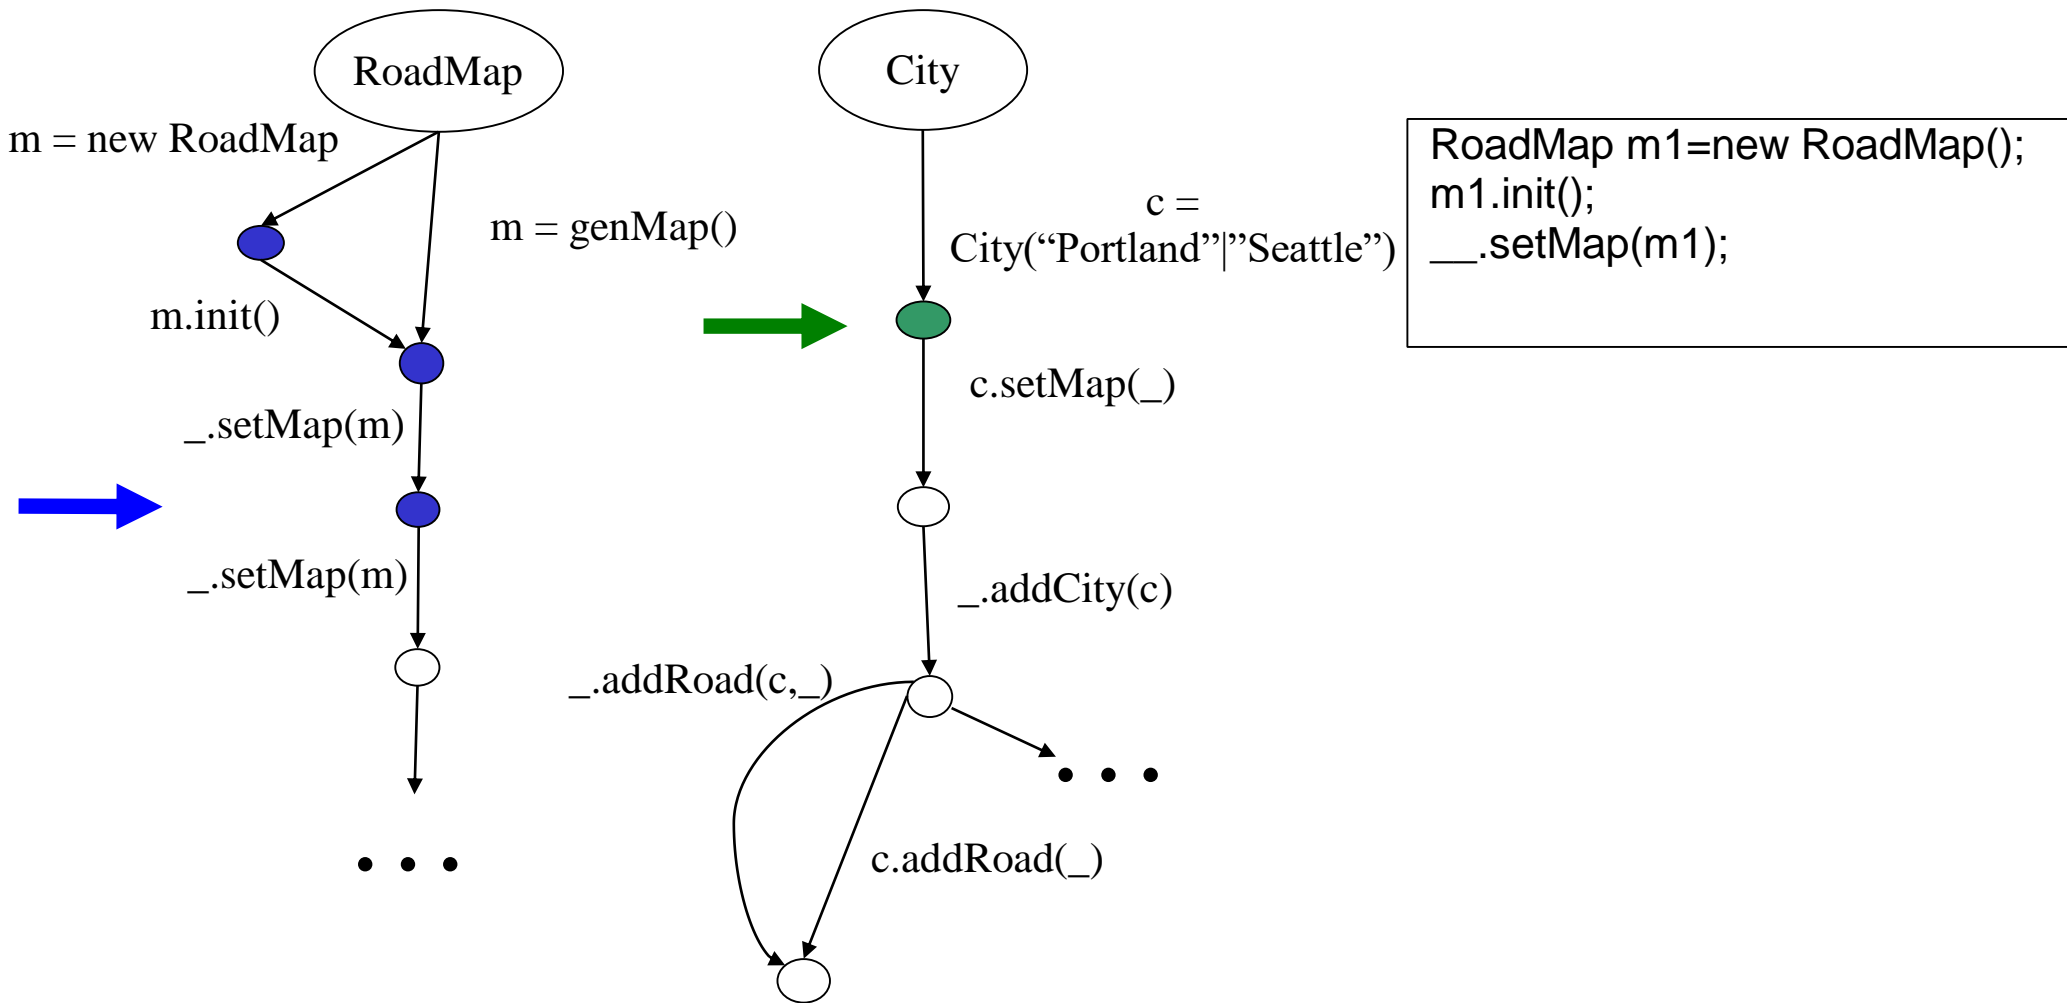 RoadMap
m = new RoadMap
m = genMap()
m.init()
_.setMap(m)
_.setMap(m)
City
c =
City(“Portland”|”Seattle”)
c.setMap(_)
_.addCity(c)
_.addRoad(c,_)
c.addRoad(_)
RoadMap m1=new RoadMap();
m1.init();
__.setMap(m1);